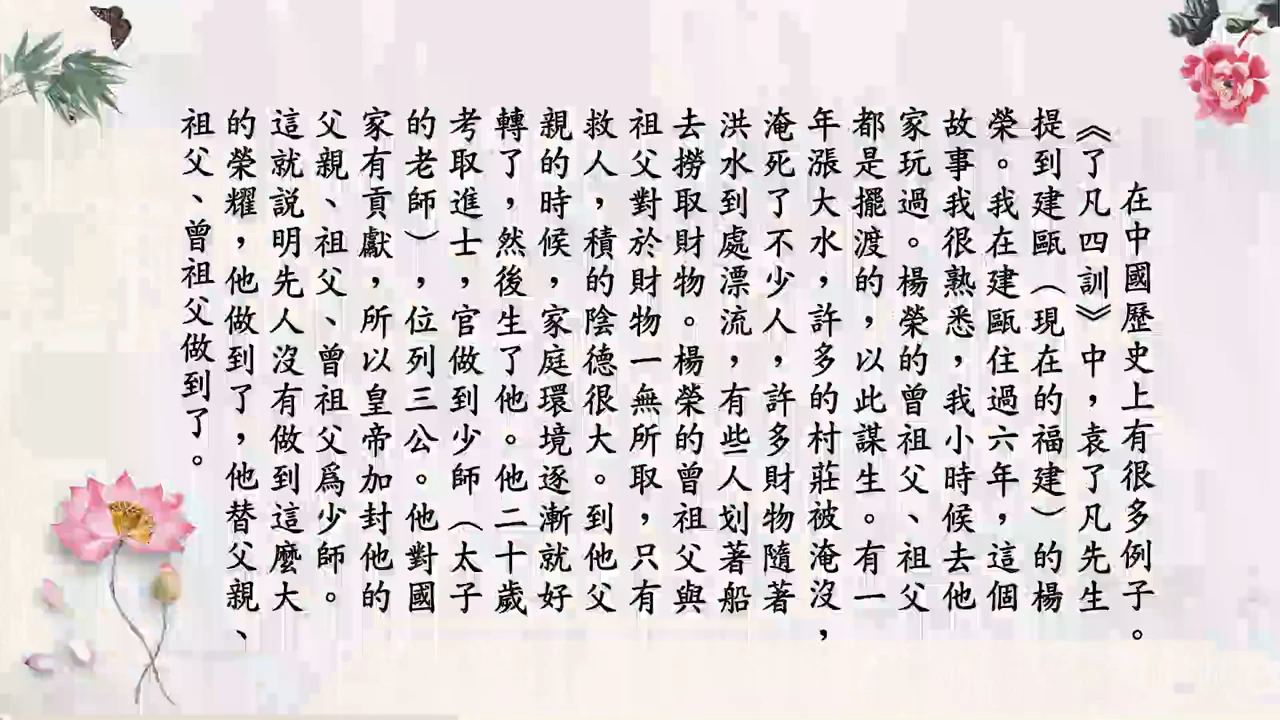 在中國歷史上有很多例子。
《了凡四訓》中，袁了凡先生
提到建甌（現在的福建）的楊
榮。我在建甌住過六年，這個
故事我很熟悉，我小時候去他
家玩過。楊榮的曾祖父、祖父
都是擺渡的，以此謀生。有一
年漲大水，許多的村莊被淹沒，
淹死了不少人，許多財物隨著
洪水到處漂流，有些人划著船
去撈取財物。楊榮的曾祖父與
祖父對於財物一無所取，只有
救人，積的陰德很大。到他父
親的時候，家庭環境逐漸就好
轉了，然後生了他。他二十歲
考取進士，官做到少師（太子
的老師），位列三公。他對國
家有貢獻，所以皇帝加封他的
父親、祖父、曾祖父爲少師。
這就説明先人沒有做到這麼大
的榮耀，他做到了，他替父親、
祖父、曾祖父做到了。